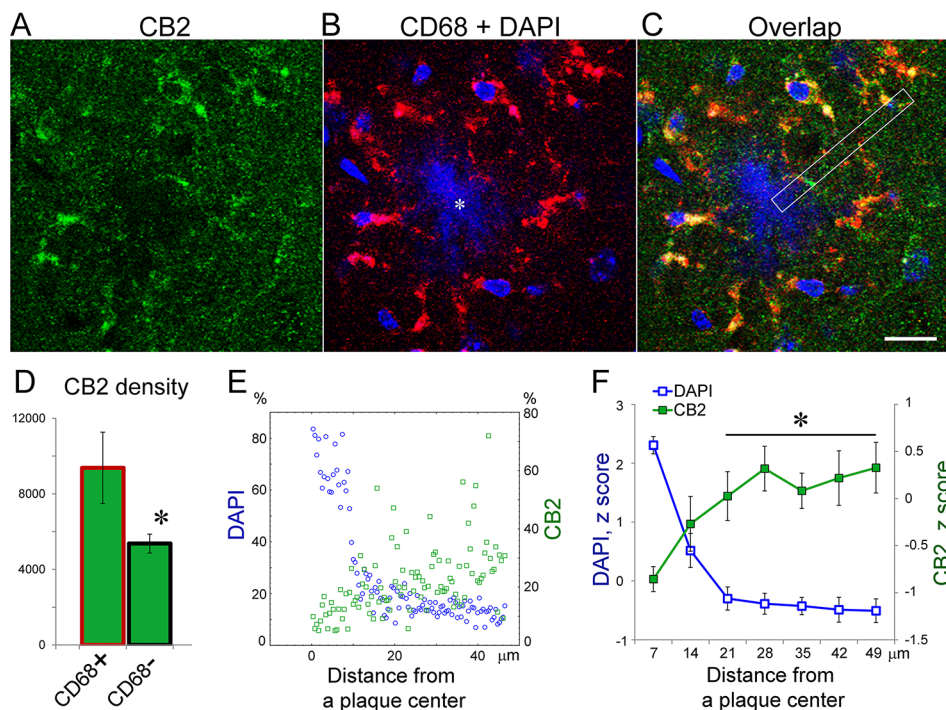 A CB2
B CD68 + DAPI
C Overlap
*
D CB2 density
12000
8000
4000
0
*
CD68+ CD68-
E
% %
80
60
40
20
0
DAPI
80
60
40
20
0
CB2
0 20 40 μm
Distance from
a plaque center
F
DAPI
CB2
*
3
2
1
0
-1
DAPI, z score
1
0.5
0
-0.5
-1
-1.5
CB2, z score
7 14 21 28 35 42 49 μm
Distance from
a plaque center